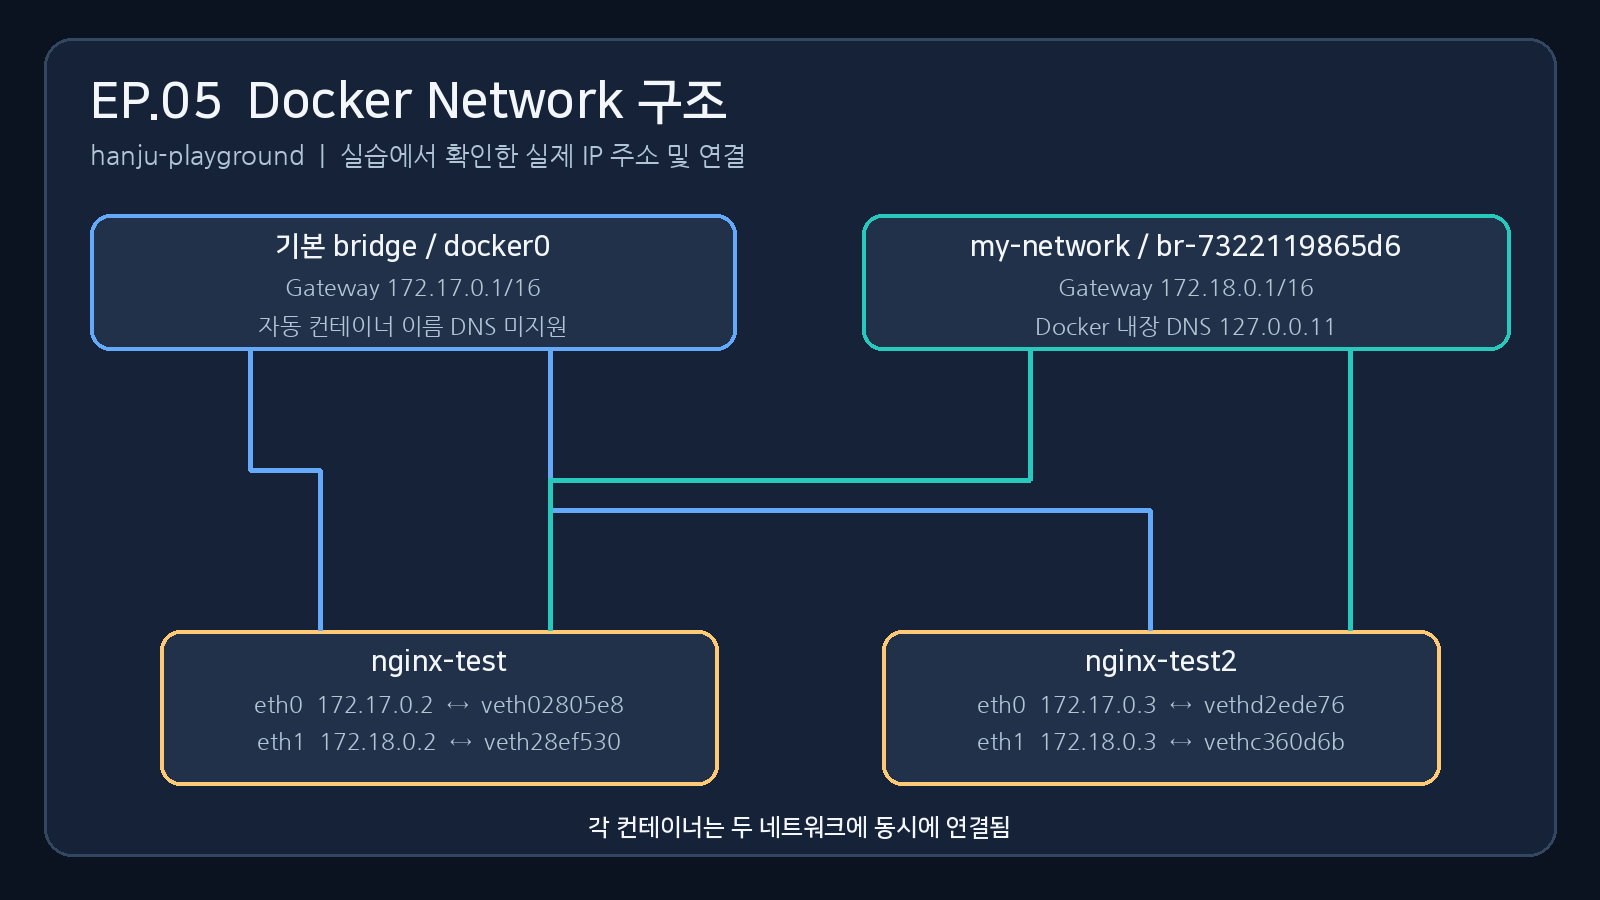 EP.05 Docker Network 구조
hanju-playground | 실습에서 확인한 실제 IP 주소 및 연결
기본 bridge / docker0
Gateway 172.17.0.1/16
자동 컨테이너 이름 DNS 미지원
my-network / br-7322119865d6
Gateway 172.18.0.1/16
Docker 내장 DNS 127.0.0.11
nginx-test
eth0 172.17.0.2 ↔ veth02805e8
eth1 172.18.0.2 ↔ veth28ef530
nginx-test2
eth0 172.17.0.3 ↔ vethd2ede76
eth1 172.18.0.3 ↔ vethc360d6b
각 컨테이너는 두 네트워크에 동시에 연결됨